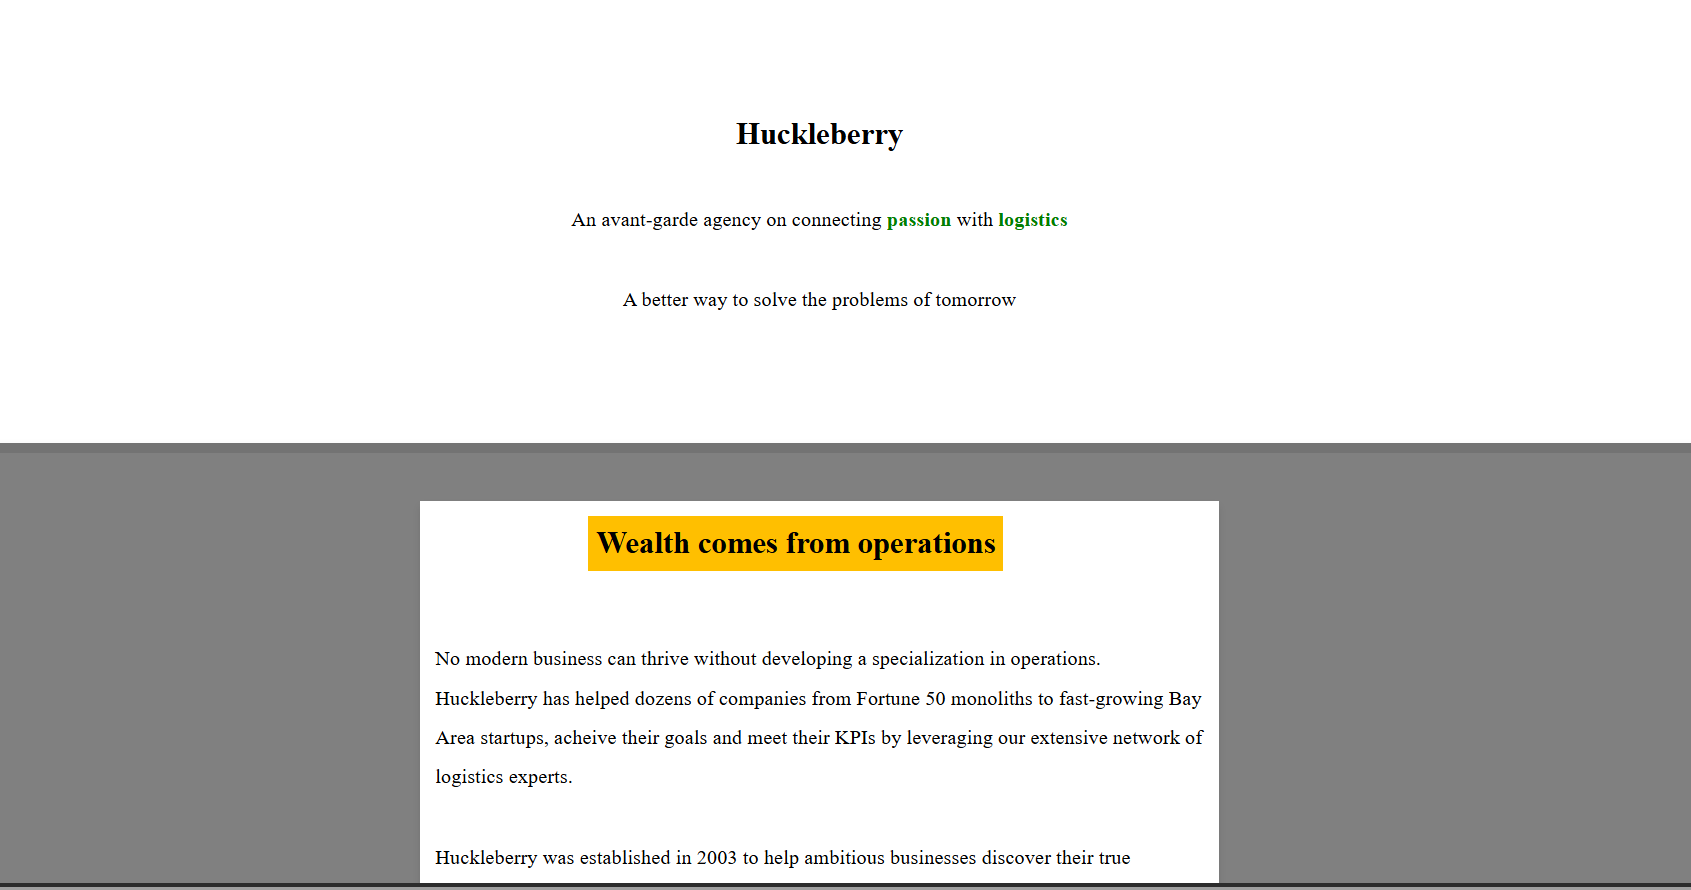 Huckleberry
An avant-garde agency on connecting passion with logistics
A better way to solve the problems of tomorrow
Wealth comes from operations
No modern business can thrive without developing a specialization in operations.
Huckleberry has helped dozens of companies from Fortune 50 monoliths to fast-growing Bay
Area startups, acheive their goals and meet their KPIs by leveraging our extensive network of
logistics experts.
Huckleberry was established in 2003 to help ambitious businesses discover their true